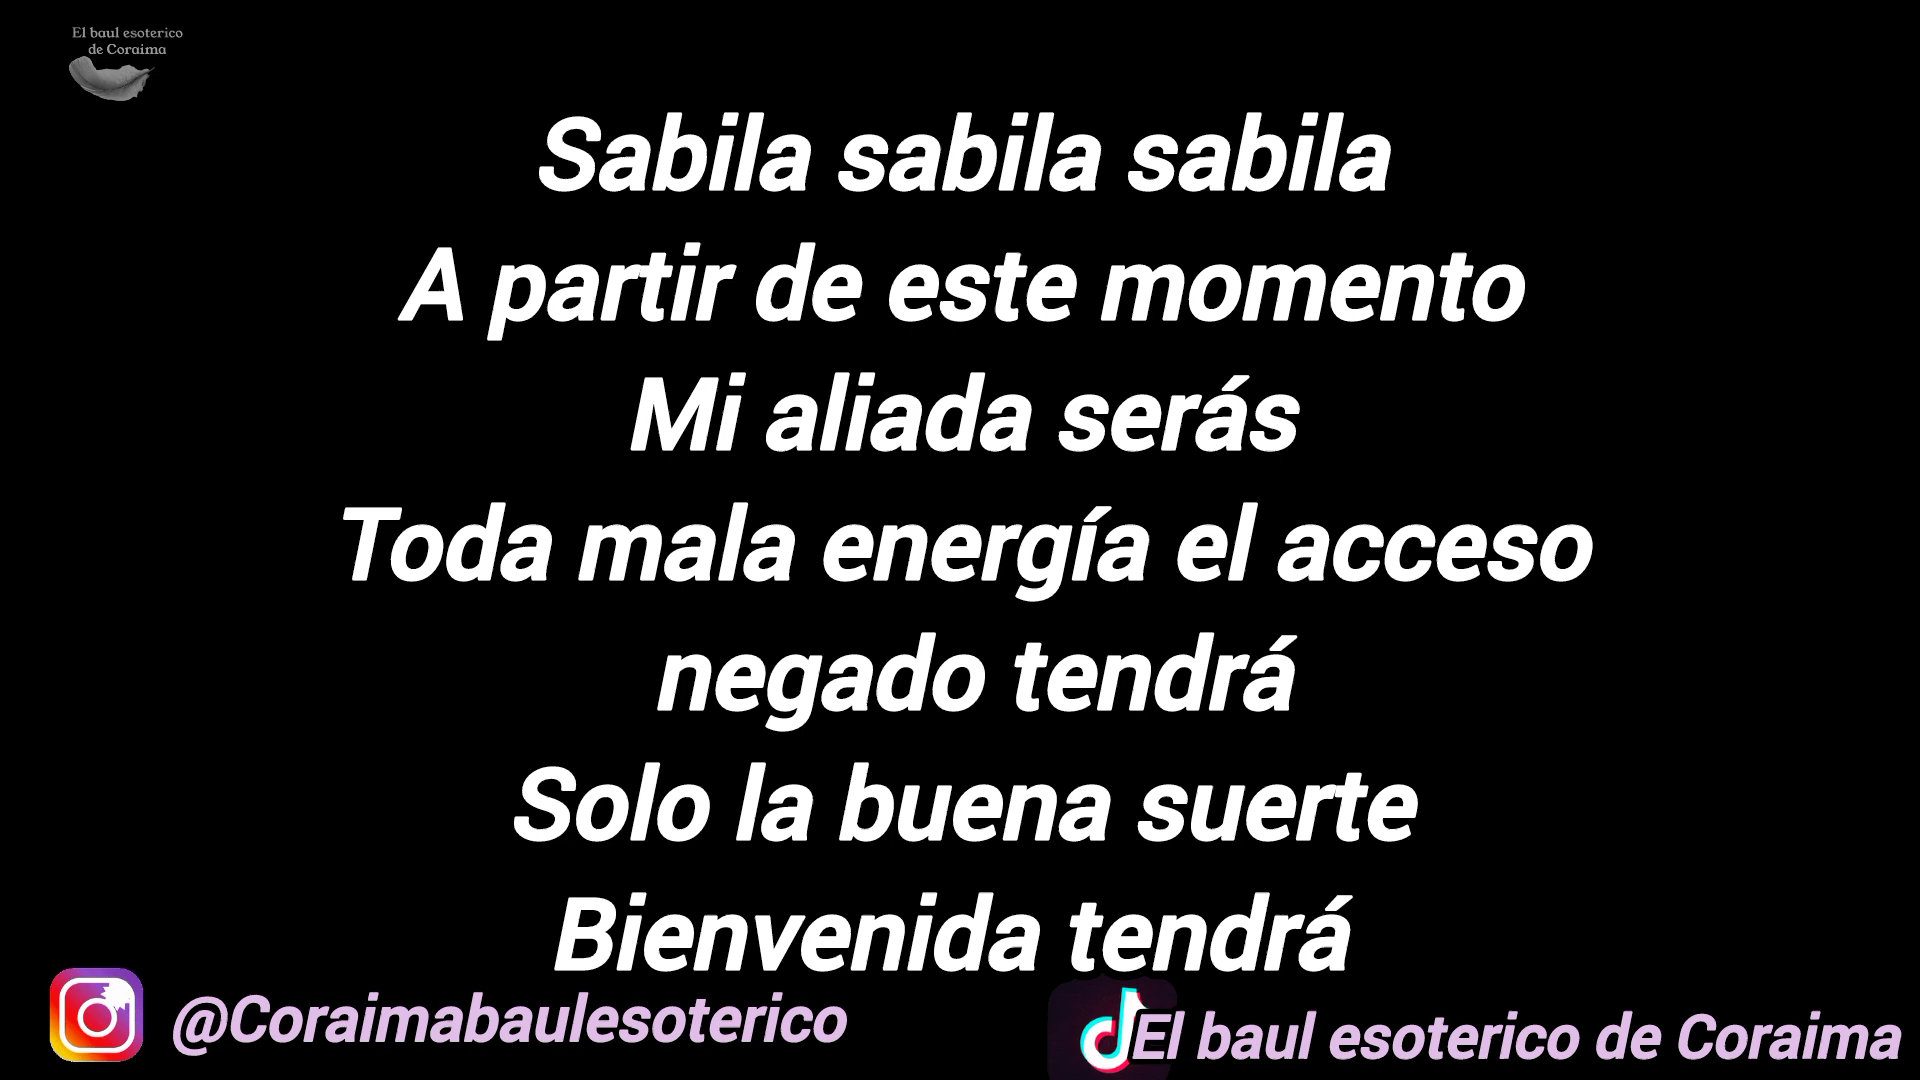 El baul esoterico
de Coraima
Sabila sabila sabila
A partir de este momento
Mi aliada serás
Toda mala energía el acceso
negado tendrá
Solo la buena suerte
Bienvenida tendrá
@Coraimabaulesoterico
El baul esoterico de Coraima